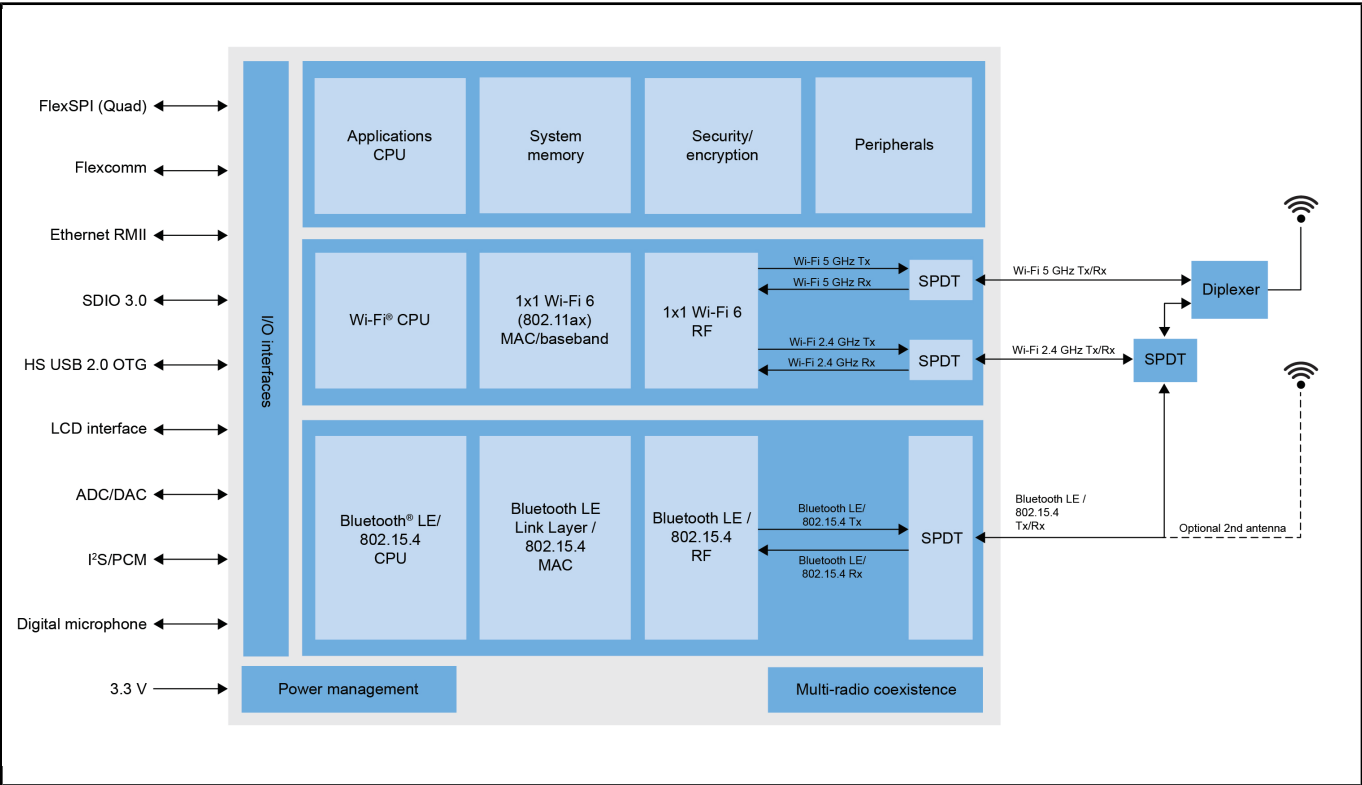 FlexSPI (Quad)
Flexcomm
Ethernet RMII
SDIO 3.0
HS USB 2.0 OTG
LCD interface
ADC/DAC
I²S/PCM
Digital microphone
3.3 V
I/O interfaces
Applications
CPU
System
memory
Security/
encryption
Peripherals
Wi-Fi® CPU
1x1 Wi-Fi 6
(802.11ax)
MAC/baseband
1x1 Wi-Fi 6
RF
Wi-Fi 5 GHz Tx
Wi-Fi 5 GHz Rx
SPDT
Wi-Fi 2.4 GHz Tx
Wi-Fi 2.4 GHz Rx
SPDT
Wi-Fi 5 GHz Tx/Rx
Wi-Fi 2.4 GHz Tx/Rx
Diplexer
SPDT
Bluetooth® LE/
802.15.4
CPU
Bluetooth LE
Link Layer /
802.15.4
MAC
Bluetooth LE /
802.15.4
RF
Bluetooth LE/
802.15.4 Tx
Bluetooth LE/
802.15.4 Rx
SPDT
Bluetooth LE /
802.15.4
Tx/Rx
Optional 2nd antenna
Power management
Multi-radio coexistence